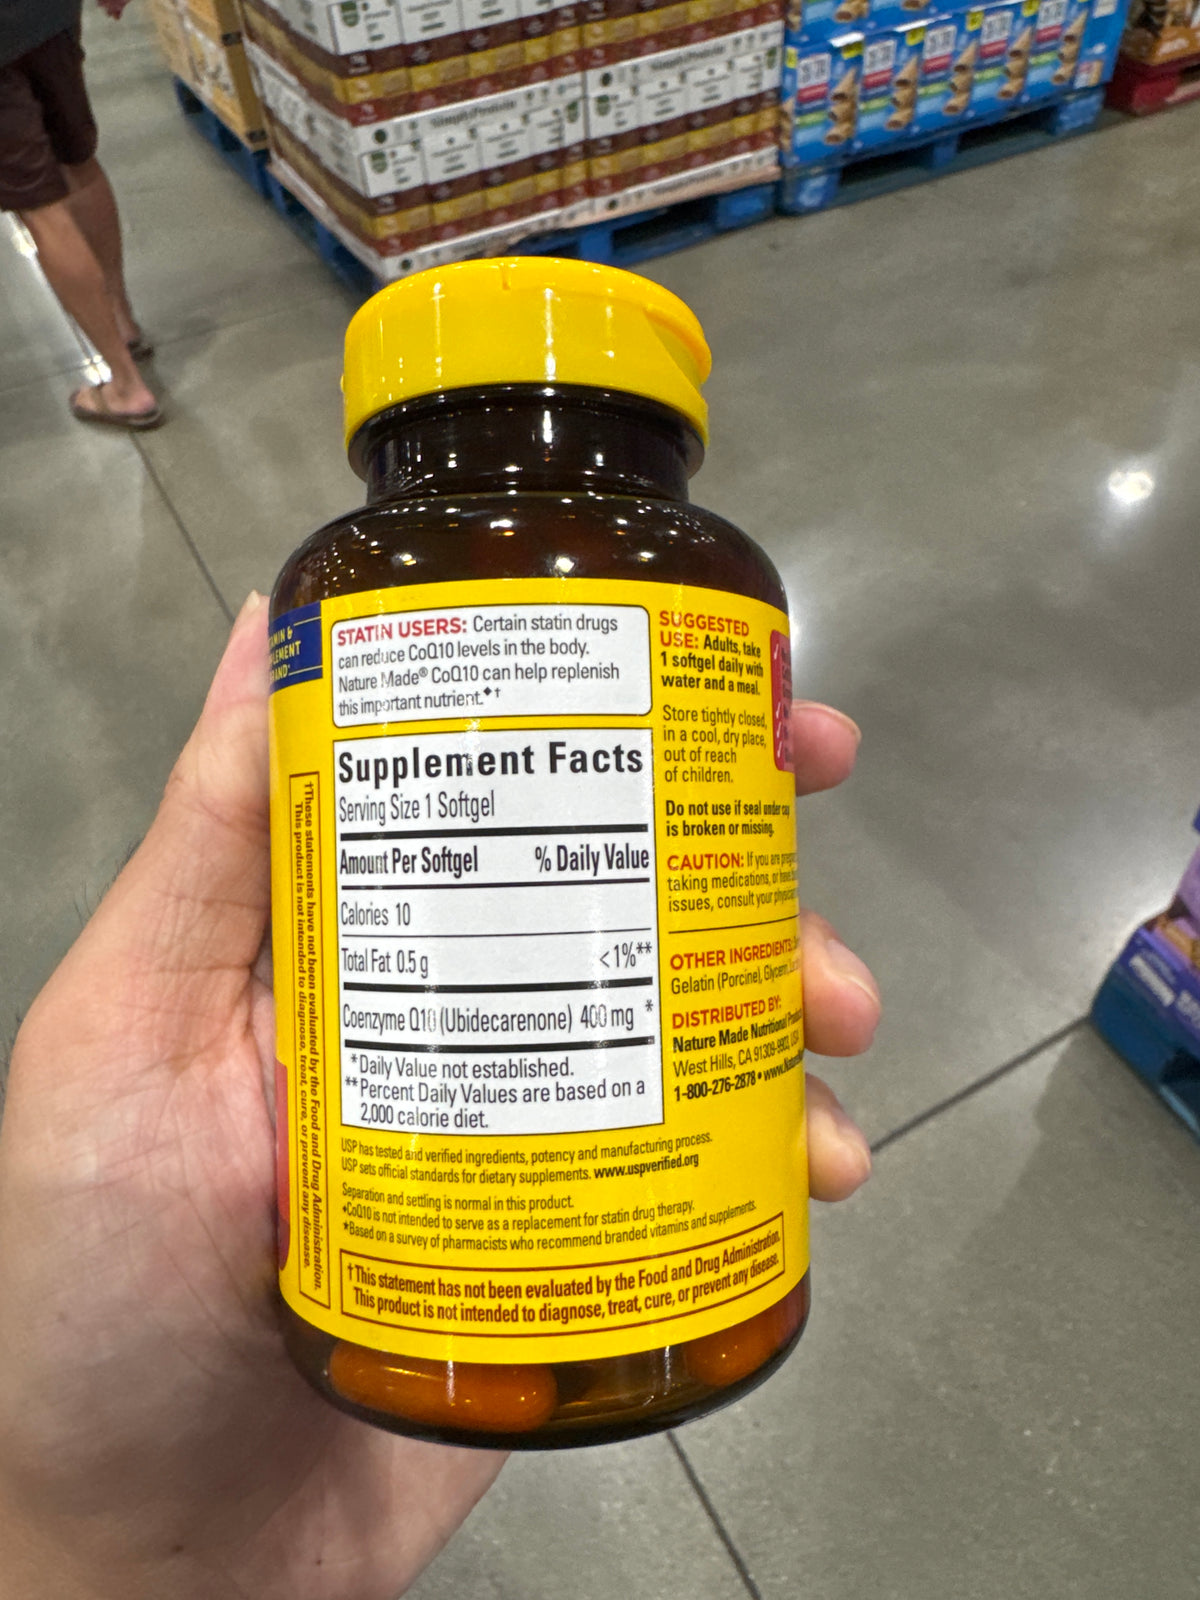 STATIN USERS: Certain statin drugs
can reduce CoQ10 levels in the body.
Nature Made® CoQ10 can help replenish
this important nutrient.◆†
Supplement Facts
Serving Size 1 Softgel
Amount Per Softgel % Daily Value
Calories 10
Total Fat 0.5 g <1%**
Coenzyme Q10 (Ubidecarenone) 400 mg *
*Daily Value not established.
**Percent Daily Values are based on a
2,000 calorie diet.
USP has tested and verified ingredients, potency and manufacturing process.
USP sets official standards for dietary supplements. www.uspverified.org
Separation and settling is normal in this product.
◆CoQ10 is not intended to serve as a replacement for statin drug therapy.
*Based on a survey of pharmacists who recommend branded vitamins and supplements.
†This statement has not been evaluated by the Food and Drug Administration.
This product is not intended to diagnose, treat, cure, or prevent any disease.
SUGGESTED
USE: Adults, take
1 softgel daily with
water and a meal.
Store tightly closed,
in a cool, dry place,
out of reach
of children.
Do not use if seal under cap
is broken or missing.
CAUTION: If you are
taking medications, or
issues, consult your
OTHER INGREDIENTS:
Gelatin (Porcine), Glycerin,
DISTRIBUTED BY:
Nature Made Nutritional
West Hills, CA 91309-9903, USA
1-800-276-2878 •
†These statements have not been evaluated by the Food and Drug Administration.
This product is not intended to diagnose, treat, cure, or prevent any disease.